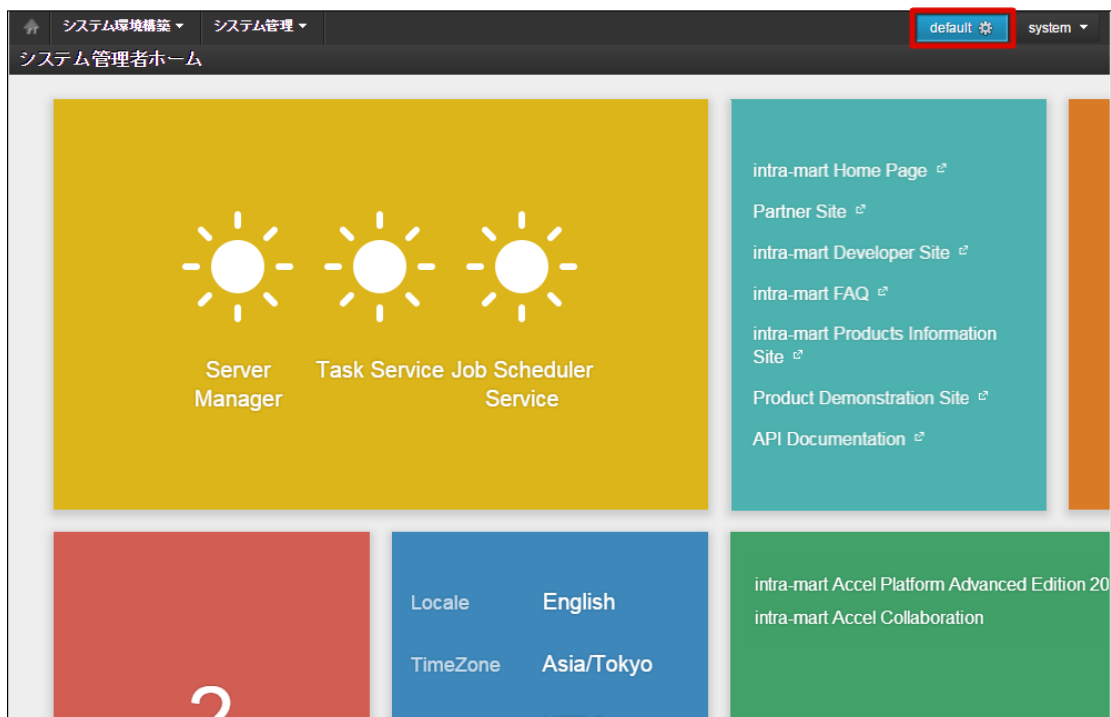 システム環境構築 システム管理 default system
システム管理者ホーム
Server
Manager
Task Service
Job Scheduler
Service
intra-mart Home Page
Partner Site
intra-mart Developer Site
intra-mart FAQ
intra-mart Products Information
Site
Product Demonstration Site
API Documentation
2
Locale English
TimeZone Asia/Tokyo
intra-mart Accel Platform Advanced Edition 20
intra-mart Accel Collaboration